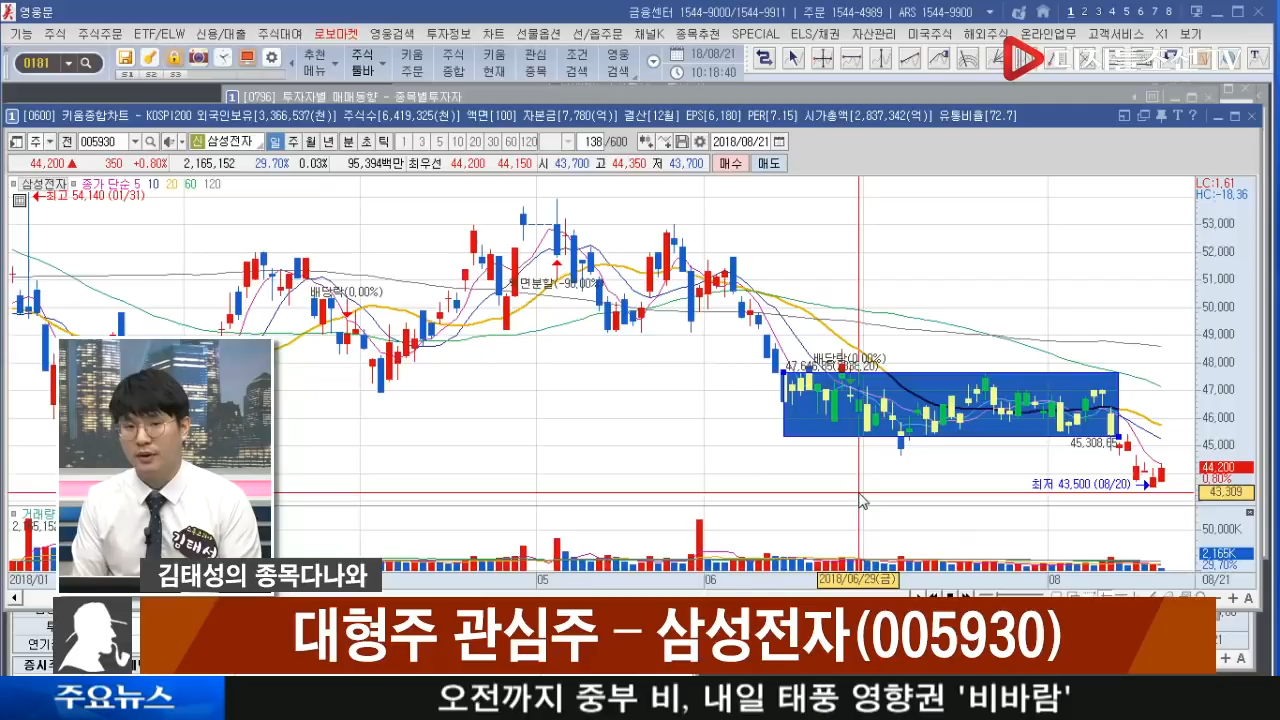 영웅문
금융센터 1544-9000/1544-9911 | 주문 1544-4989 | ARS 1544-9900
1 2 3 4 5 6 7 8
기능 주식 주식주문 ETF/ELW 신용/대출 주식대여 로보마켓 영웅검색 투자정보 차트 선물옵션 선/옵주문 채널K 종목추천 SPECIAL ELS/채권 자산관리 미국주식 해외주식 온라인업무 고객서비스 X1 보기
0181
S1 S2 S3
추천 주식 키움 주식 키움 관심 조건 영웅
메뉴 툴바 주문 종합 현재 종목 검색 검색
18/08/21
10:18:40
1 [0796] 투자자별 매매동향 - 종목별투자자
1 [0600] 키움종합차트 - KOSPI200 외국인보유[3,366,537(천)] 주식수[6,419,325(천)] 액면[100] 자본금[7,780(억)] 결산[12월] EPS[6,180] PER[7.15] 시가총액[2,837,342(억)] 유통비율[72.7]
주 전 005930 신 삼성전자 일 주 월 년 분 초 틱 1 3 5 10 20 30 60 120 138 /600 2018/08/21
44,200 ▲ 350 +0.80% 2,165,152 29.70% 0.03% 95,394백만 최우선 44,200 44,150 시 43,700 고 44,350 저 43,700 매수 매도
삼성전자 종가 단순 5 10 20 60 120
최고 54,140 (01/31)
LC:1,61
HC:-18,36
53,000
52,000
51,000
50,000
49,000
48,000
47,000
46,000
45,000
44,200
0,80%
43,309
배당락(0,00%)
배당락(0,00%)
45,308,65
최저 43,500 (08/20)
거래량
50,000K
2,165K
29,70%
2018/01 05 06 2018/06/29(금) 08 08/21
김태성
김태성의 종목다나와
대형주 관심주 - 삼성전자(005930)
주요뉴스
오전까지 중부 비, 내일 태풍 영향권 '비바람'